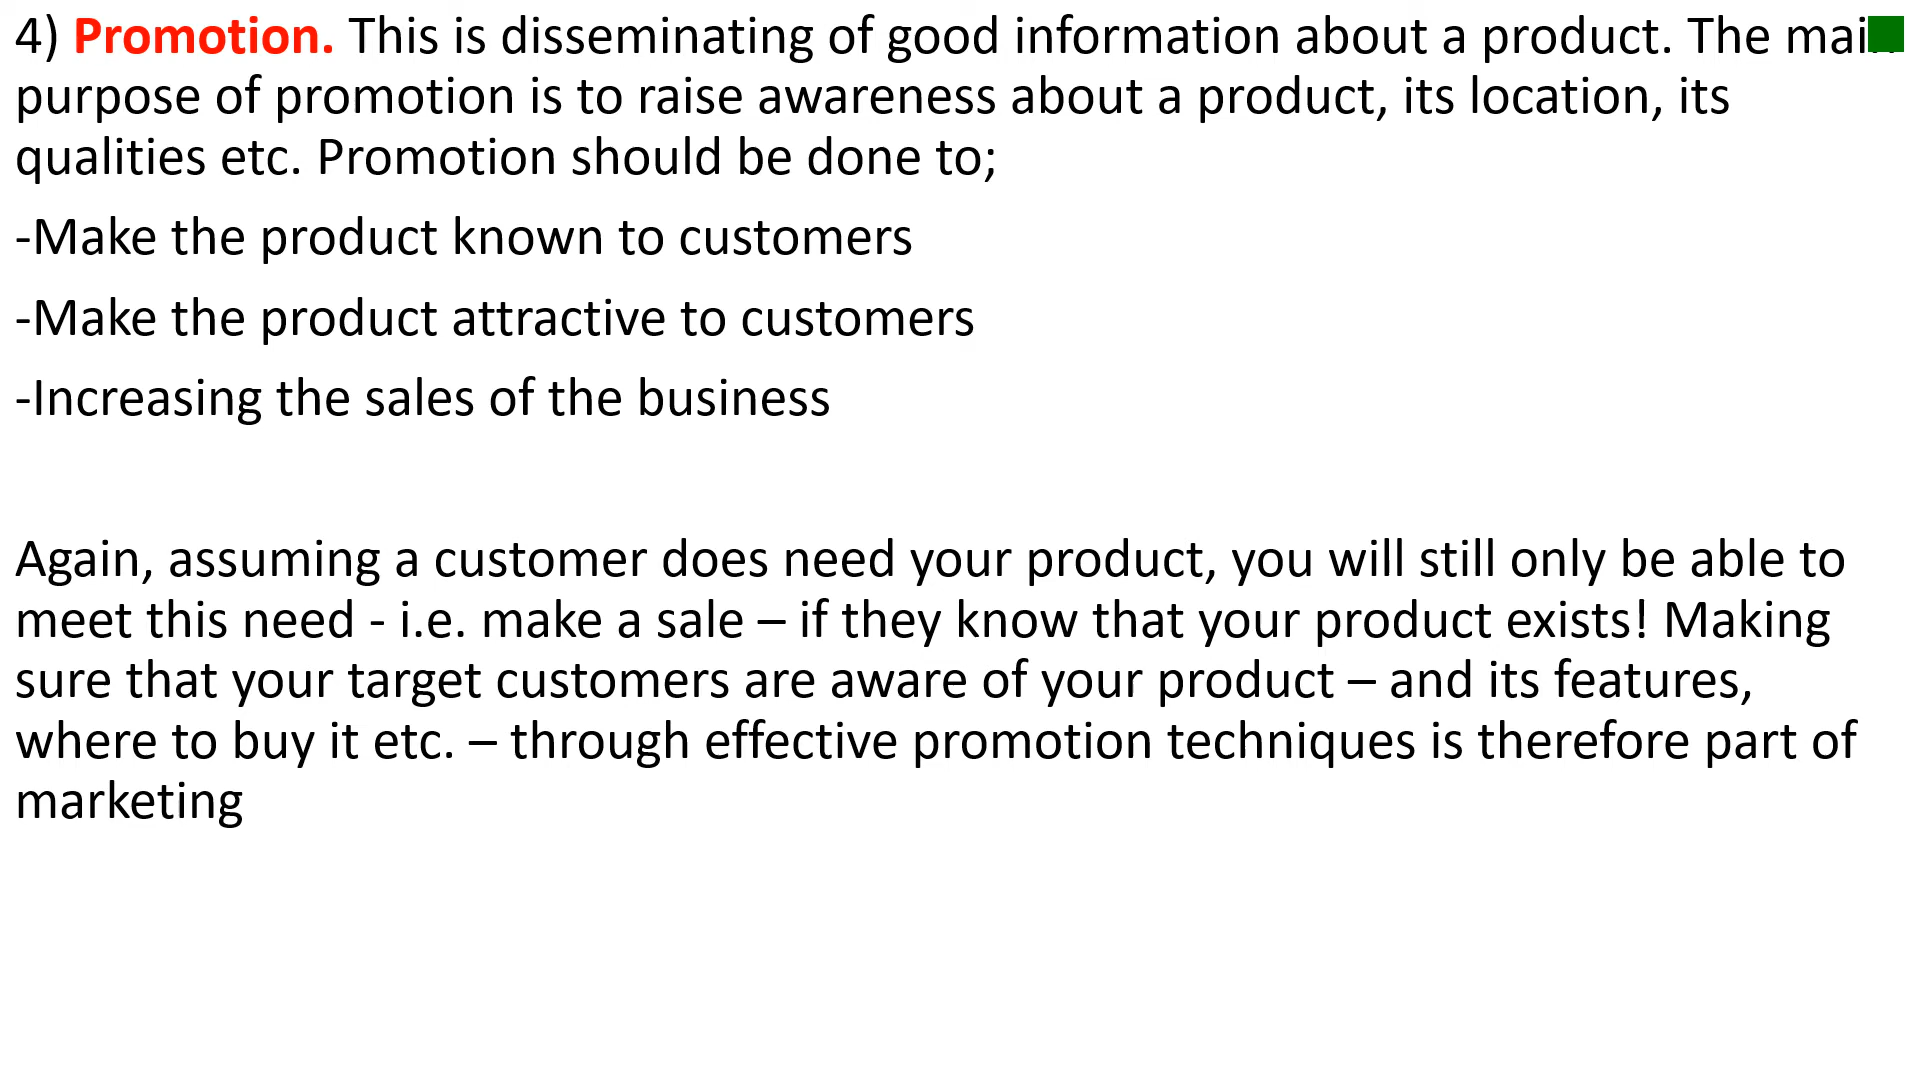 4) Promotion. This is disseminating of good information about a product. The main
purpose of promotion is to raise awareness about a product, its location, its
qualities etc. Promotion should be done to;
-Make the product known to customers
-Make the product attractive to customers
-Increasing the sales of the business
Again, assuming a customer does need your product, you will still only be able to
meet this need - i.e. make a sale – if they know that your product exists! Making
sure that your target customers are aware of your product – and its features,
where to buy it etc. – through effective promotion techniques is therefore part of
marketing